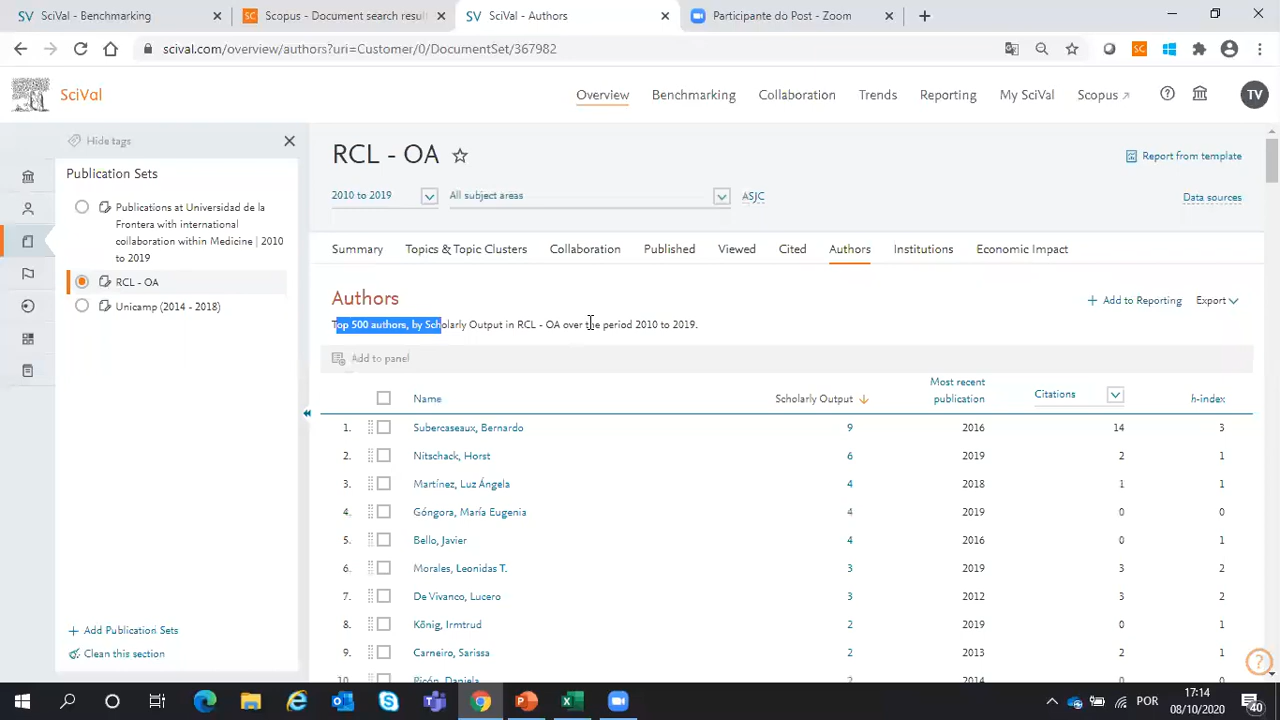 SciVal - Benchmarking
Scopus - Document search result
SciVal - Authors
Participante do Post - Zoom
scival.com/overview/authors?uri=Customer/0/DocumentSet/367982
SciVal
Overview
Benchmarking
Collaboration
Trends
Reporting
My SciVal
Scopus
TV
Hide tags
Publication Sets
Publications at Universidad de la
Frontera with international
collaboration within Medicine | 2010
to 2019
RCL - OA
Unicamp (2014 - 2018)
Add Publication Sets
Clean this section
RCL - OA
Report from template
2010 to 2019
All subject areas
ASJC
Data sources
Summary
Topics & Topic Clusters
Collaboration
Published
Viewed
Cited
Authors
Institutions
Economic Impact
Authors
Add to Reporting
Export
Top 500 authors, by Scholarly Output in RCL - OA over the period 2010 to 2019.
Add to panel
Name Scholarly Output Most recent publication Citations h-index
1. Subercaseaux, Bernardo 9 2016 14 3
2. Nitschack, Horst 6 2019 2 1
3. Martínez, Luz Ángela 4 2018 1 1
4. Góngora, María Eugenia 4 2019 0 0
5. Bello, Javier 4 2016 0 1
6. Morales, Leonidas T. 3 2019 3 2
7. De Vivanco, Lucero 3 2012 3 2
8. König, Irmtrud 2 2019 0 1
9. Carneiro, Sarissa 2 2013 2 1
10. Picón, Daniela 2 2014 0 1
POR
17:14
08/10/2020
40